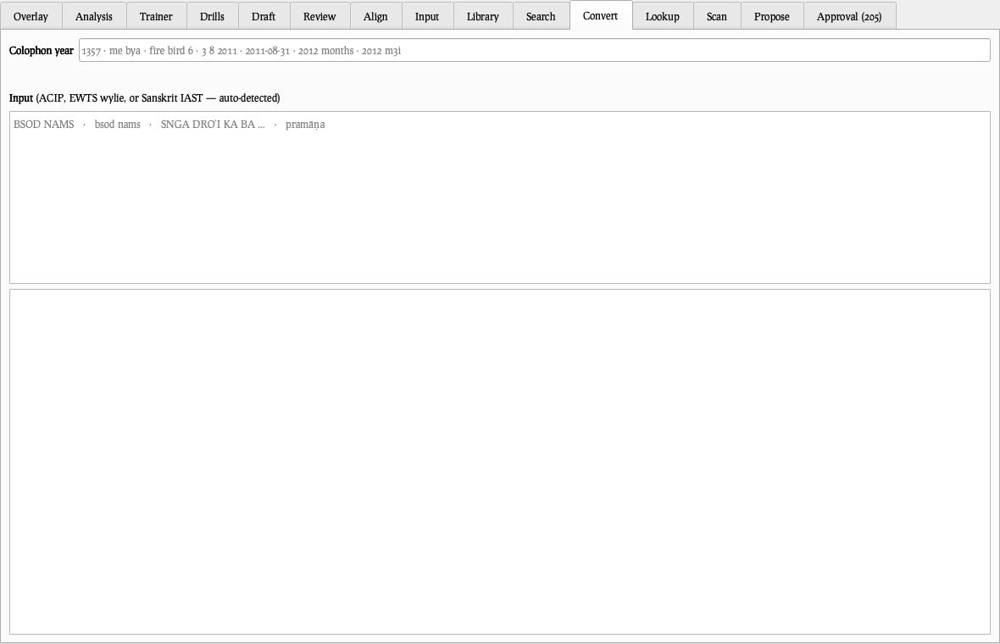 Overlay Analysis Trainer Drills Draft Review Align Input Library Search Convert Lookup Scan Propose Approval (205)
Colophon year 1357 · me bya · fire bird 6 · 3 8 2011 · 2011-08-31 · 2012 months · 2012 m3i
Input (ACIP, EWTS wylie, or Sanskrit IAST — auto-detected)
BSOD NAMS · bsod nams · SNGA DRO'I KA BA ... · pramāṇa